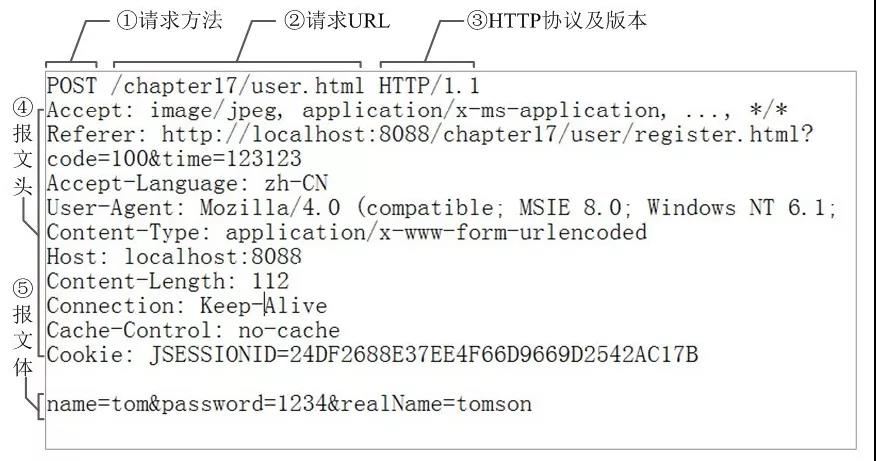 ①请求方法
②请求URL
③HTTP协议及版本
POST /chapter17/user.html HTTP/1.1
④报文头
Accept: image/jpeg, application/x-ms-application, ..., */*
Referer: http://localhost:8088/chapter17/user/register.html?
code=100&time=123123
Accept-Language: zh-CN
User-Agent: Mozilla/4.0 (compatible; MSIE 8.0; Windows NT 6.1;
Content-Type: application/x-www-form-urlencoded
Host: localhost:8088
Content-Length: 112
Connection: Keep-Alive
Cache-Control: no-cache
Cookie: JSESSIONID=24DF2688E37EE4F66D9669D2542AC17B
⑤报文体
name=tom&password=1234&realName=tomson